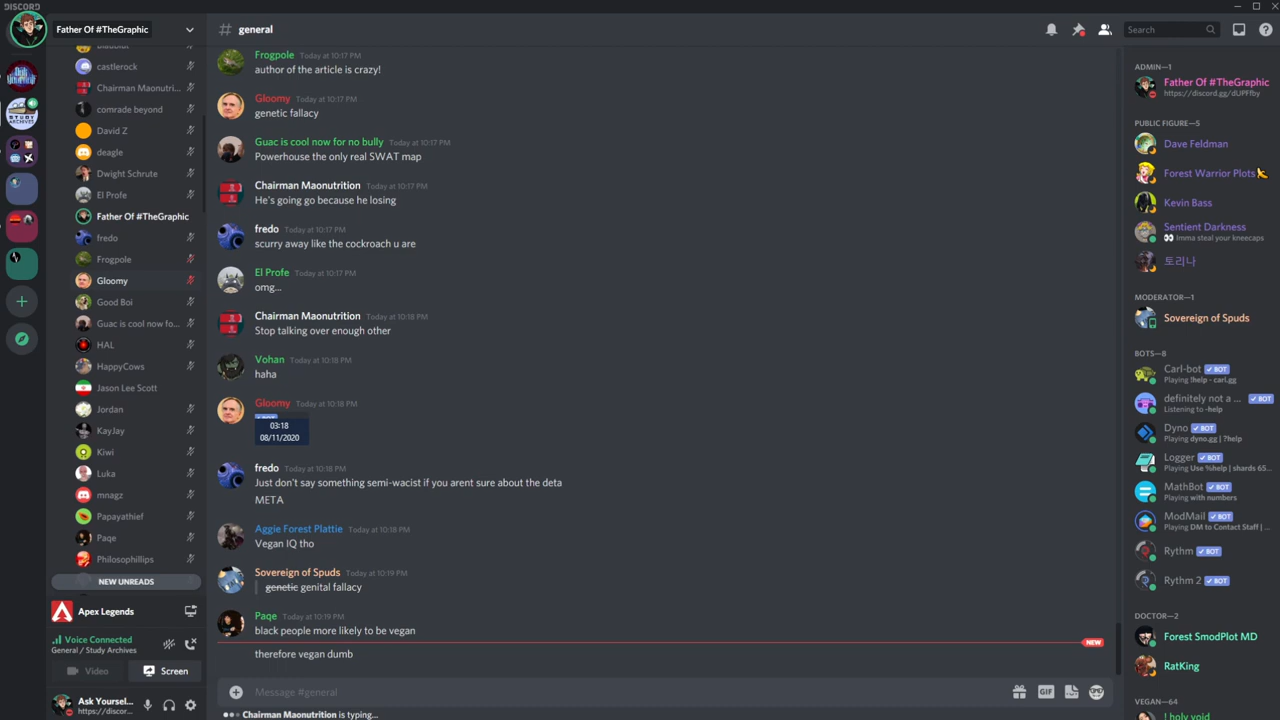 DISCORD
Father Of #TheGraphic
castlerock
Chairman Maonutri...
comrade beyond
David Z
deagle
Dwight Schrute
El Profe
Father Of #TheGraphic
fredo
Frogpole
Gloomy
Good Boi
Guac is cool now fo...
HAL
HappyCows
Jason Lee Scott
Jordan
KayJay
Kiwi
Luka
mnagz
Papayathief
Paqe
Philosophillips
NEW UNREADS
Apex Legends
Voice Connected
General / Study Archives
Video
Screen
Ask Yoursel...
https://discor...
# general
Search
Frogpole Today at 10:17 PM
author of the article is crazy!
Gloomy Today at 10:17 PM
genetic fallacy
Guac is cool now for no bully Today at 10:17 PM
Powerhouse the only real SWAT map
Chairman Maonutrition Today at 10:17 PM
He's going go because he losing
fredo Today at 10:17 PM
scurry away like the cockroach u are
El Profe Today at 10:17 PM
omg...
Chairman Maonutrition Today at 10:18 PM
Stop talking over enough other
Vohan Today at 10:18 PM
haha
Gloomy Today at 10:18 PM
03:18
08/11/2020
fredo Today at 10:18 PM
Just don't say something semi-wacist if you arent sure about the deta
META
Aggie Forest Plattie Today at 10:18 PM
Vegan IQ tho
Sovereign of Spuds Today at 10:19 PM
genetic genital fallacy
Paqe Today at 10:19 PM
black people more likely to be vegan
NEW
therefore vegan dumb
Message #general
GIF
Chairman Maonutrition is typing...
ADMIN—1
Father Of #TheGraphic
https://discord.gg/dUPFfby
PUBLIC FIGURE—5
Dave Feldman
Forest Warrior Plots
Kevin Bass
Sentient Darkness
Imma steal your kneecaps
토리나
MODERATOR—1
Sovereign of Spuds
BOTS—8
Carl-bot BOT
Playing !help - carl.gg
definitely not a ... BOT
Listening to -help
Dyno BOT
Playing dyno.gg | ?help
Logger BOT
Playing Use %help | shards 65...
MathBot BOT
Playing with numbers
ModMail BOT
Playing DM to Contact Staff | ...
Rythm BOT
Rythm 2 BOT
DOCTOR—2
Forest SmodPlot MD
RatKing
VEGAN—64
! holy void